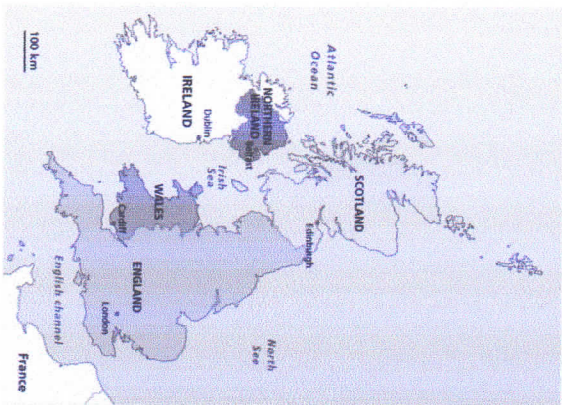 Atlantic
Ocean
SCOTLAND
Edinburgh
North
See
NORTHERN
IRELAND
Belfast
Irish
Sea
IRELAND
Dublin
WALES
Cardiff
ENGLAND
London
English channel
France
100 km